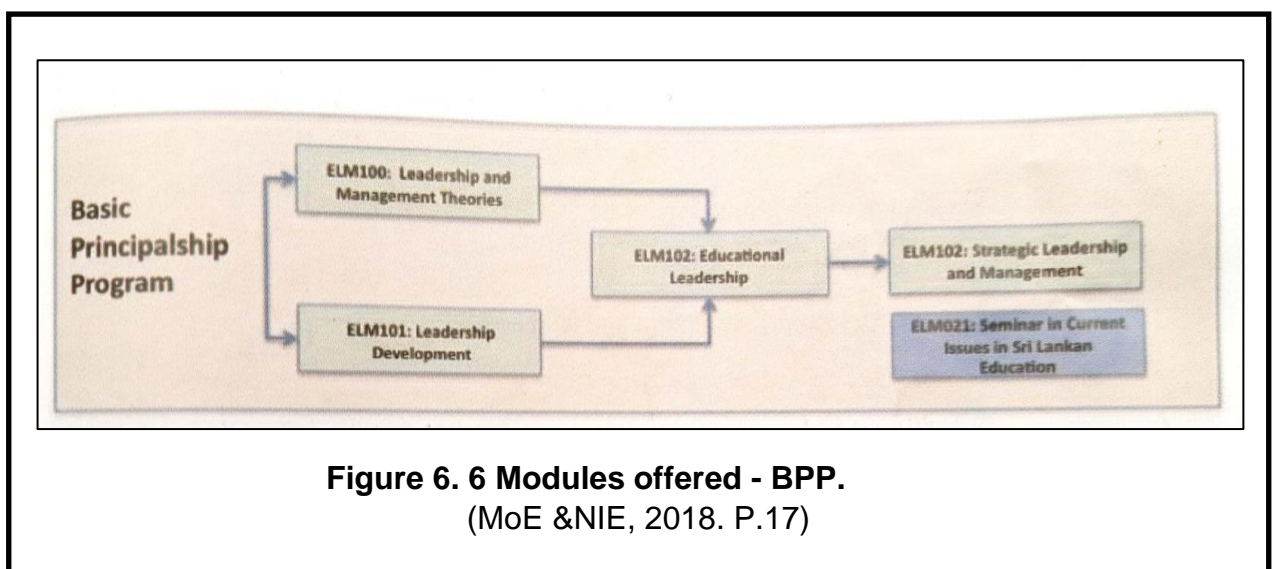 Basic
Principalship
Program
ELM100: Leadership and
Management Theories
ELM101: Leadership
Development
ELM102: Educational
Leadership
ELM102: Strategic Leadership
and Management
ELM021: Seminar in Current
Issues in Sri Lankan
Education
Figure 6. 6 Modules offered - BPP.
(MoE &NIE, 2018. P.17)